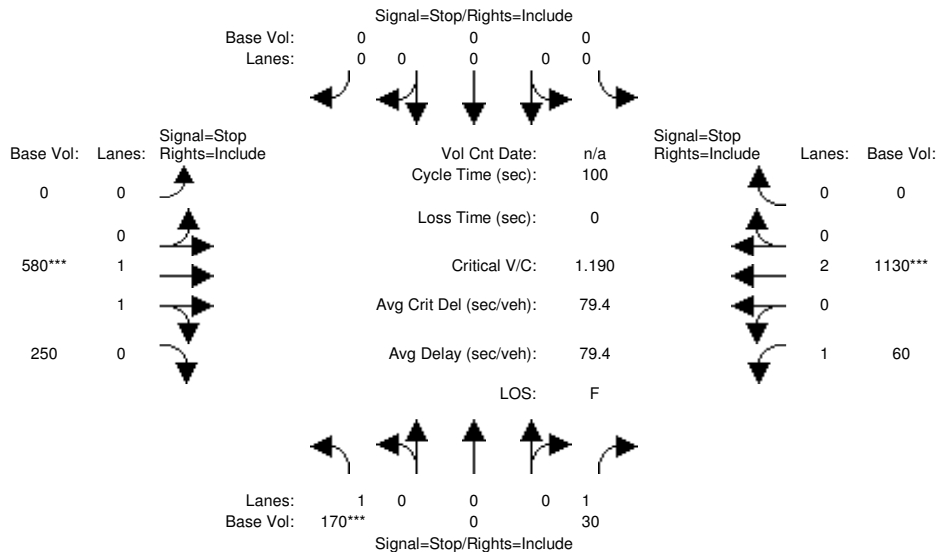 Signal=Stop/Rights=Include
Base Vol: 0 0 0
Lanes: 0 0 0 0 0
Signal=Stop
Base Vol: Lanes: Rights=Include
Vol Cnt Date: n/a
Signal=Stop
Rights=Include Lanes: Base Vol:
Cycle Time (sec): 100
0 0
0 0
Loss Time (sec): 0
0
0
580*** 1
Critical V/C: 1.190
2 1130***
1
Avg Crit Del (sec/veh): 79.4
0
250 0
Avg Delay (sec/veh): 79.4
1 60
LOS: F
Lanes: 1 0 0 0 1
Base Vol: 170*** 0 30
Signal=Stop/Rights=Include